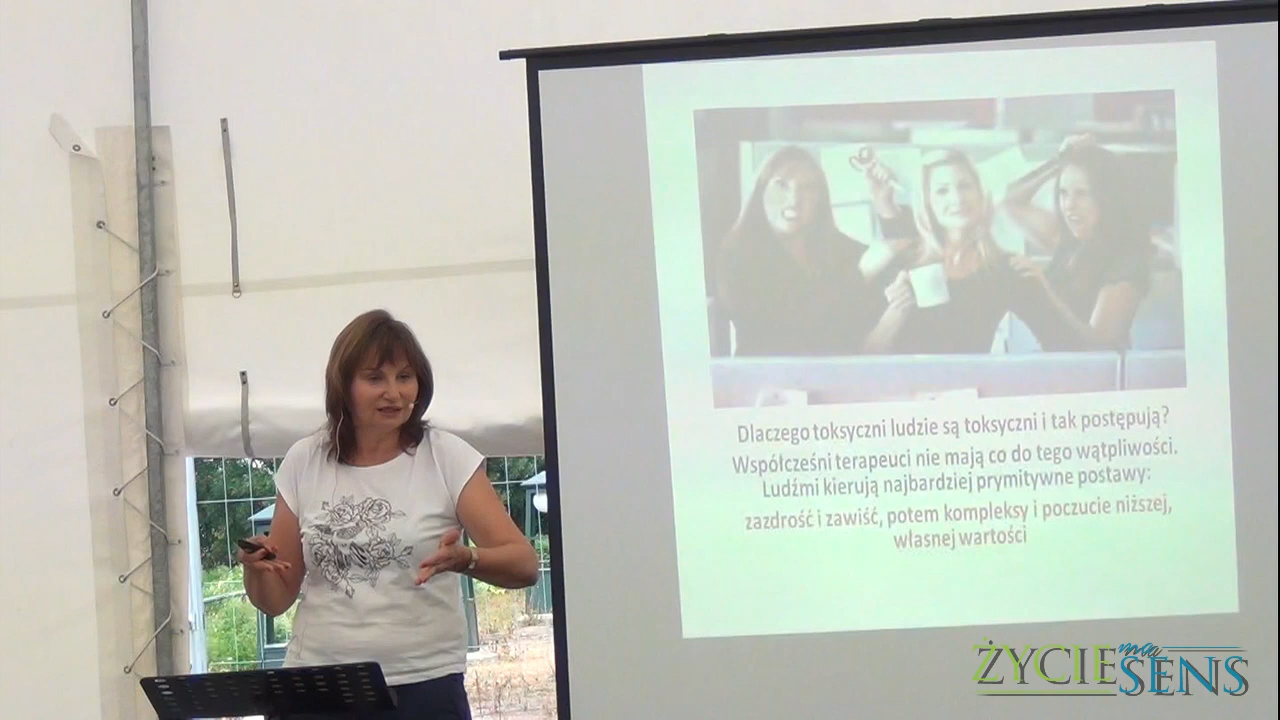 Dlaczego toksyczni ludzie są toksyczni i tak postępują?
Współcześni terapeuci nie mają co do tego wątpliwości.
Ludźmi kierują najbardziej prymitywne postawy:
zazdrość i zawiść, potem kompleksy i poczucie niższej,
własnej wartości
ŻYCIE ma SENS